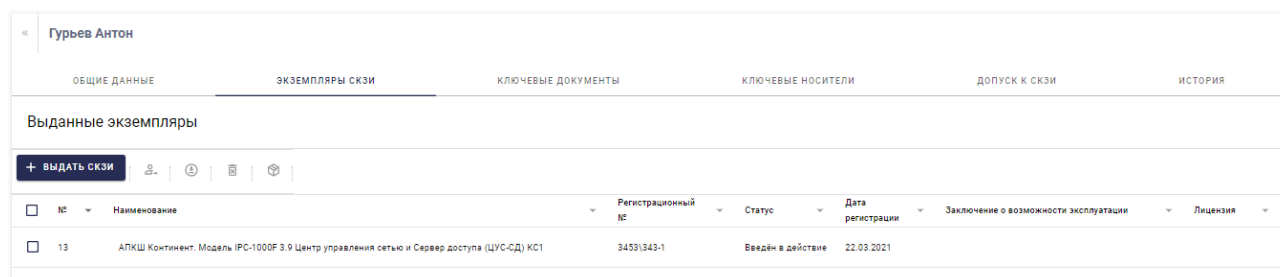 « Гурьев Антон
ОБЩИЕ ДАННЫЕ ЭКЗЕМПЛЯРЫ СКЗИ КЛЮЧЕВЫЕ ДОКУМЕНТЫ КЛЮЧЕВЫЕ НОСИТЕЛИ ДОПУСК К СКЗИ ИСТОРИЯ
Выданные экземпляры
+ ВЫДАТЬ СКЗИ
№ Наименование Регистрационный № Статус Дата регистрации Заключение о возможности эксплуатации Лицензия
13 АПКШ Континент. Модель IPC-1000F 3.9 Центр управления сетью и Сервер доступа (ЦУС-СД) КС1 3453\343-1 Введён в действие 22.03.2021